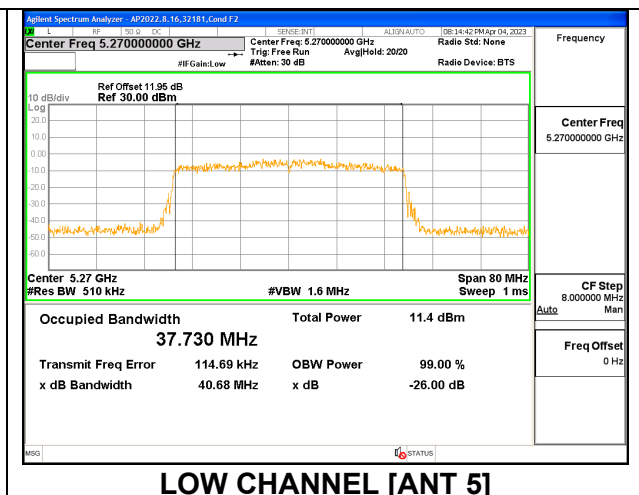 Agilent Spectrum Analyzer - AP2022.8.16,32181,Cond F2
L RF 50 Ω DC SENSE:INT ALIGN AUTO 08:14:42 PM Apr 04, 2023
Center Freq 5.270000000 GHz
Center Freq: 5.270000000 GHz
Radio Std: None
Trig: Free Run Avg|Hold: 20/20
#IFGain:Low #Atten: 30 dB Radio Device: BTS
Frequency
Ref Offset 11.95 dB
10 dB/div Ref 30.00 dBm
Log
20.0
10.0
0.00
-10.0
-20.0
-30.0
-40.0
-50.0
-60.0
Center 5.27 GHz Span 80 MHz
#Res BW 510 kHz #VBW 1.6 MHz Sweep 1 ms
Center Freq
5.270000000 GHz
CF Step
8.000000 MHz
Auto Man
Freq Offset
0 Hz
Occupied Bandwidth Total Power 11.4 dBm
37.730 MHz
Transmit Freq Error 114.69 kHz OBW Power 99.00 %
x dB Bandwidth 40.68 MHz x dB -26.00 dB
MSG STATUS
LOW CHANNEL [ANT 5]